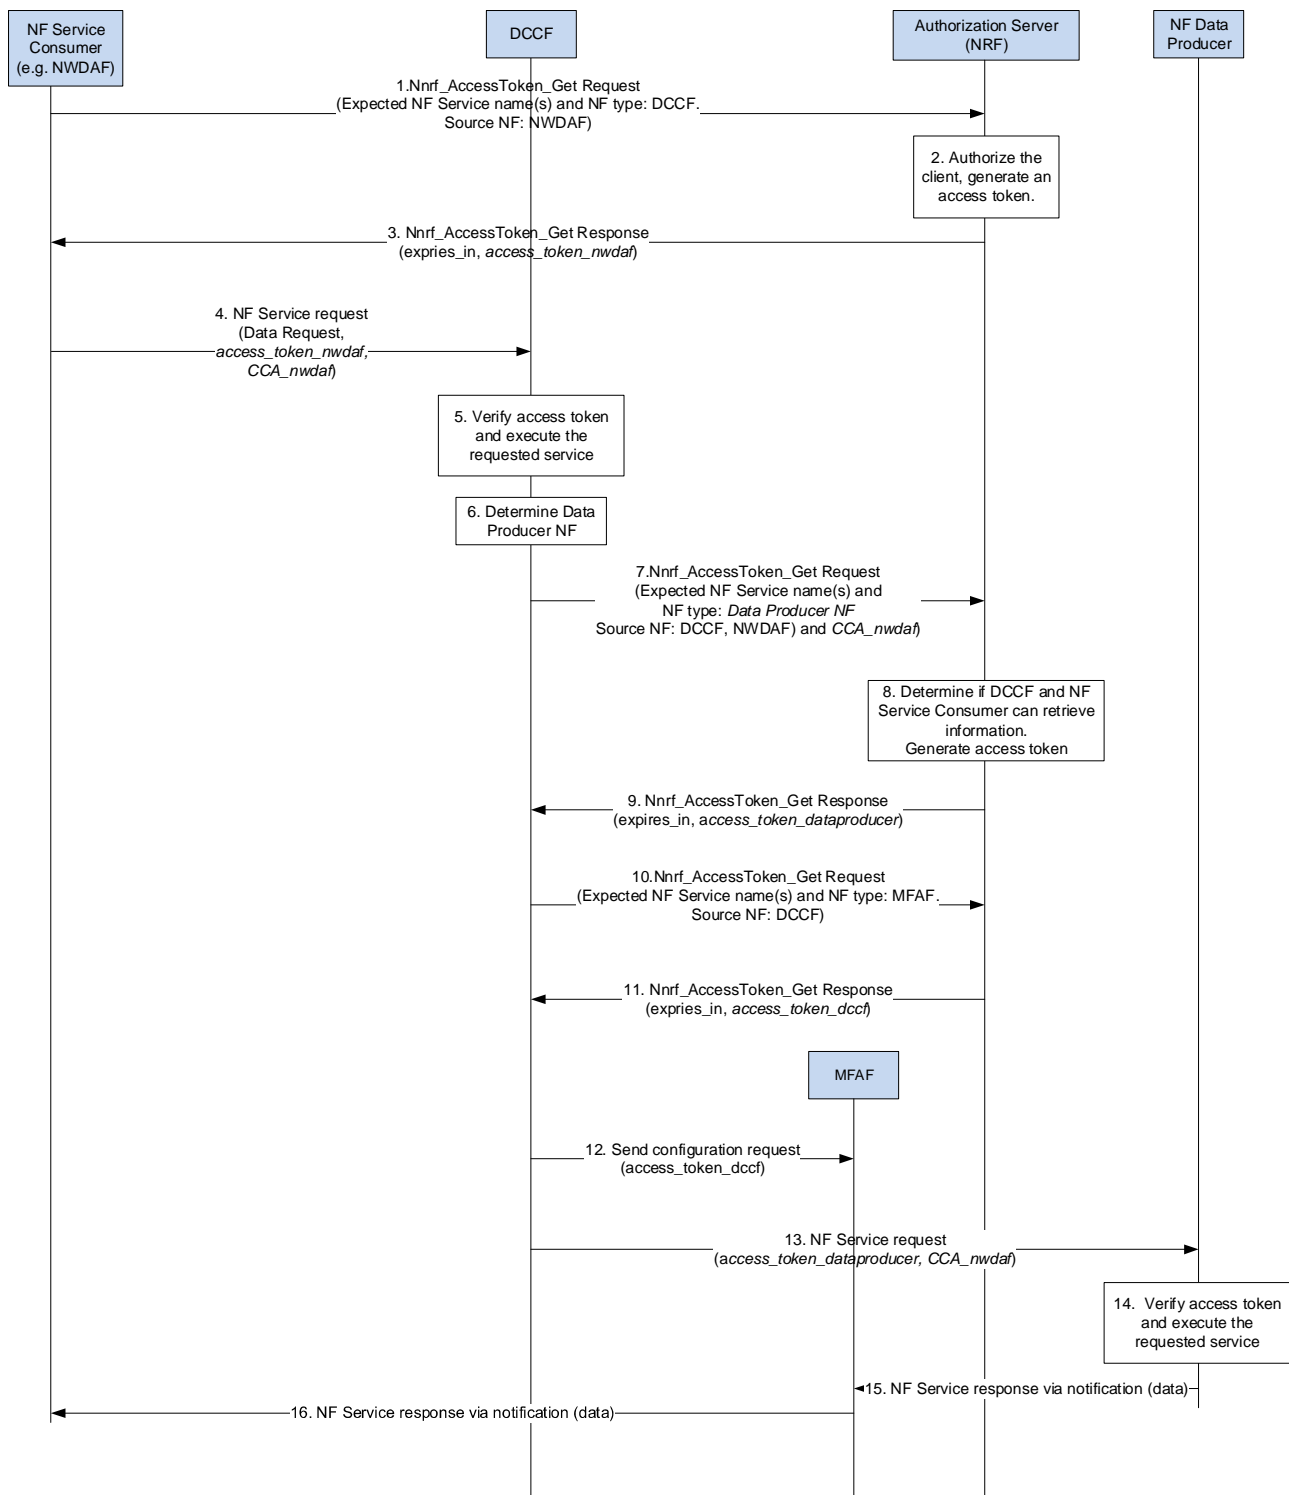 NF Service
Consumer
(e.g. NWDAF)
DCCF
Authorization Server
(NRF)
NF Data
Producer
1.Nnrf_AccessToken_Get Request
(Expected NF Service name(s) and NF type: DCCF.
Source NF: NWDAF)
2. Authorize the
client, generate an
access token.
3. Nnrf_AccessToken_Get Response
(expries_in, access_token_nwdaf)
4. NF Service request
(Data Request,
access_token_nwdaf,
CCA_nwdaf)
5. Verify access token
and execute the
requested service
6. Determine Data
Producer NF
7.Nnrf_AccessToken_Get Request
(Expected NF Service name(s) and
NF type: Data Producer NF
Source NF: DCCF, NWDAF) and CCA_nwdaf)
8. Determine if DCCF and NF
Service Consumer can retrieve
information.
Generate access token
9. Nnrf_AccessToken_Get Response
(expires_in, access_token_dataproducer)
10.Nnrf_AccessToken_Get Request
(Expected NF Service name(s) and NF type: MFAF.
Source NF: DCCF)
11. Nnrf_AccessToken_Get Response
(expries_in, access_token_dccf)
MFAF
12. Send configuration request
(access_token_dccf)
13. NF Service request
(access_token_dataproducer, CCA_nwdaf)
14. Verify access token
and execute the
requested service
15. NF Service response via notification (data)
16. NF Service response via notification (data)